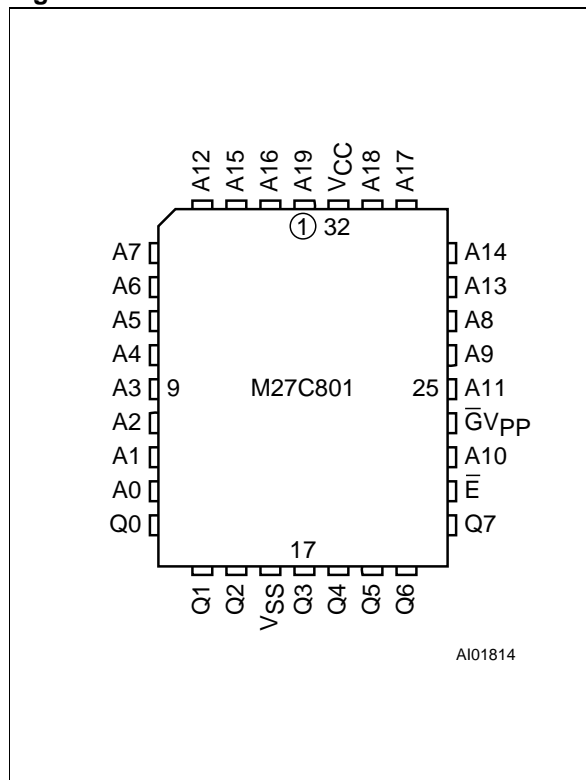 A12 A15 A16 A19 VCC A18 A17
1 32
A7 A14
A6 A13
A5 A8
A4 A9
A3 9 M27C801 25 A11
A2 G̅VPP
A1 A10
A0 E̅
Q0 Q7
17
Q1 Q2 VSS Q3 Q4 Q5 Q6
AI01814